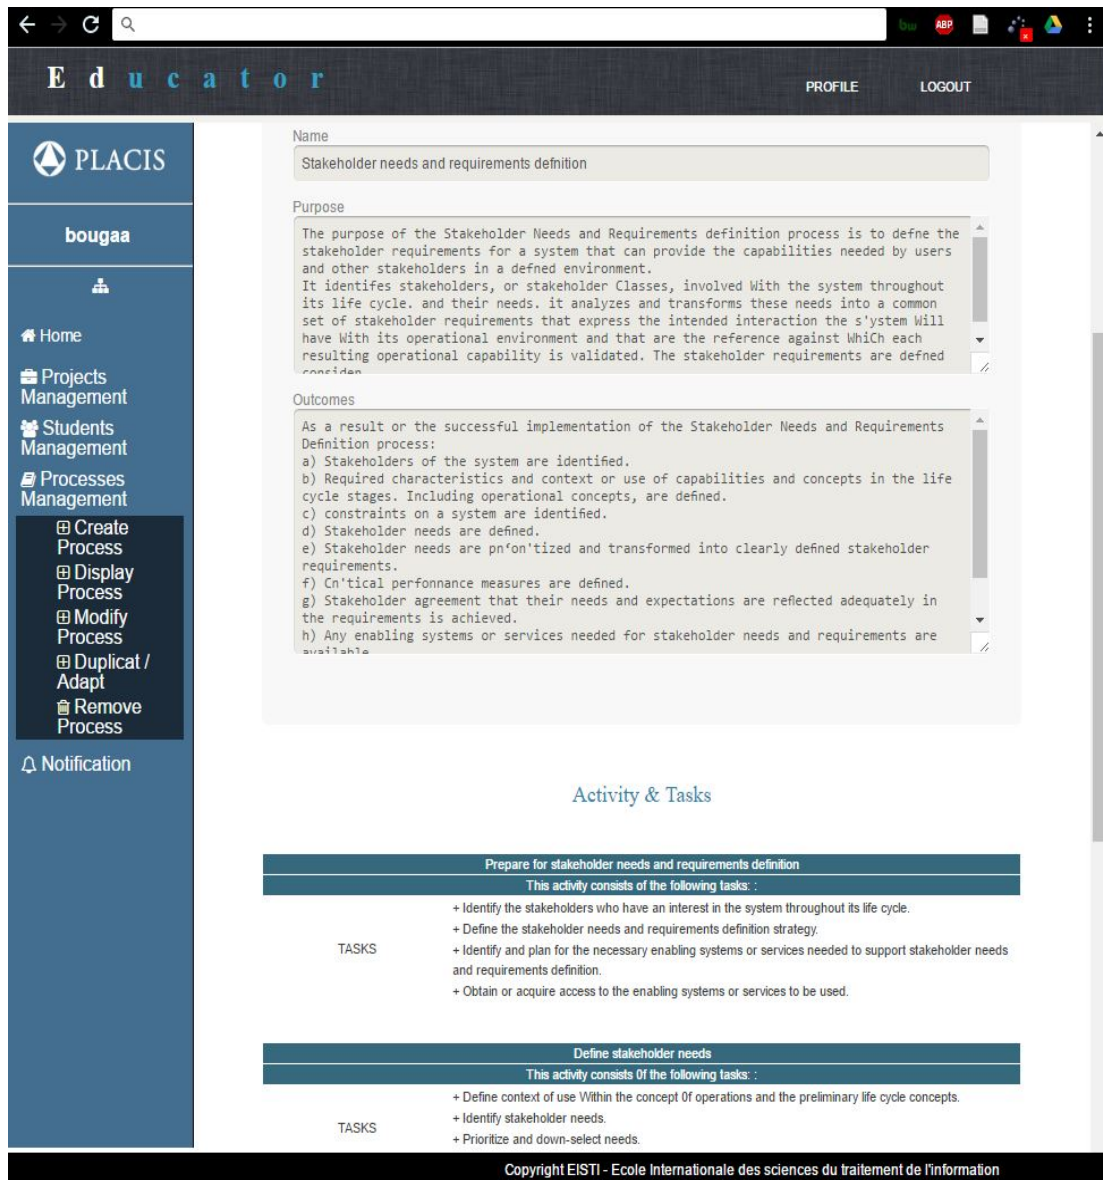 Educator
PROFILE LOGOUT
PLACIS
bougaa
Home
Projects
Management
Students
Management
Processes
Management
Create
Process
Display
Process
Modify
Process
Duplicat /
Adapt
Remove
Process
Notification
Name
Stakeholder needs and requirements defnition
Purpose
The purpose of the Stakeholder Needs and Requirements definition process is to defne the
stakeholder requirements for a system that can provide the capabilities needed by users
and other stakeholders in a defned environment.
It identifes stakeholders, or stakeholder Classes, involved With the system throughout
its life cycle. and their needs. it analyzes and transforms these needs into a common
set of stakeholder requirements that express the intended interaction the s'ystem Will
have With its operational environment and that are the reference against WhiCh each
resulting operational capability is validated. The stakeholder requirements are defned
consideri
Outcomes
As a result or the successful implementation of the Stakeholder Needs and Requirements
Definition process:
a) Stakeholders of the system are identified.
b) Required characteristics and context or use of capabilities and concepts in the life
cycle stages. Including operational concepts, are defined.
c) constraints on a system are identified.
d) Stakeholder needs are defined.
e) Stakeholder needs are pn‘on'tized and transformed into clearly defined stakeholder
requirements.
f) Cn'tical perfonnance measures are defined.
g) Stakeholder agreement that their needs and expectations are reflected adequately in
the requirements is achieved.
h) Any enabling systems or services needed for stakeholder needs and requirements are
available
Activity & Tasks
Prepare for stakeholder needs and requirements definition
This activity consists of the following tasks: :
TASKS
+ Identify the stakeholders who have an interest in the system throughout its life cycle.
+ Define the stakeholder needs and requirements definition strategy.
+ Identify and plan for the necessary enabling systems or services needed to support stakeholder needs
and requirements definition.
+ Obtain or acquire access to the enabling systems or services to be used.
Define stakeholder needs
This activity consists 0f the following tasks: :
TASKS
+ Define context of use Within the concept 0f operations and the preliminary life cycle concepts.
+ Identify stakeholder needs.
+ Prioritize and down-select needs.
Copyright EISTI - Ecole Internationale des sciences du traitement de l'information